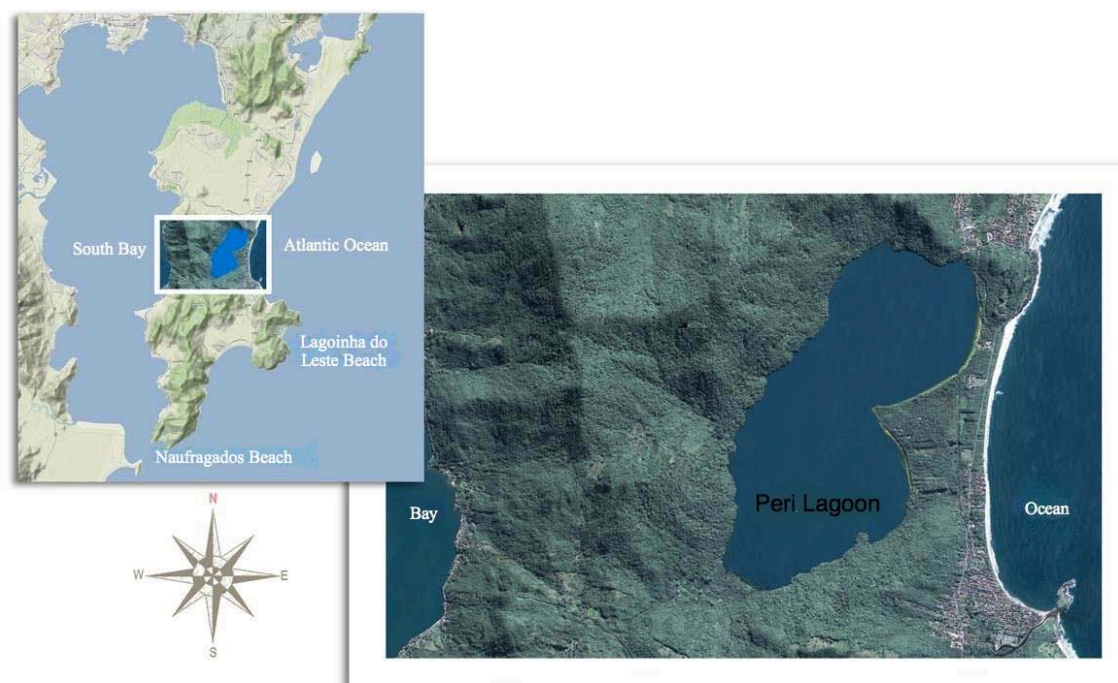 South Bay
Atlantic Ocean
Lagoinha do
Leste Beach
Naufragados Beach
N
W
E
S
Bay
Peri Lagoon
Ocean